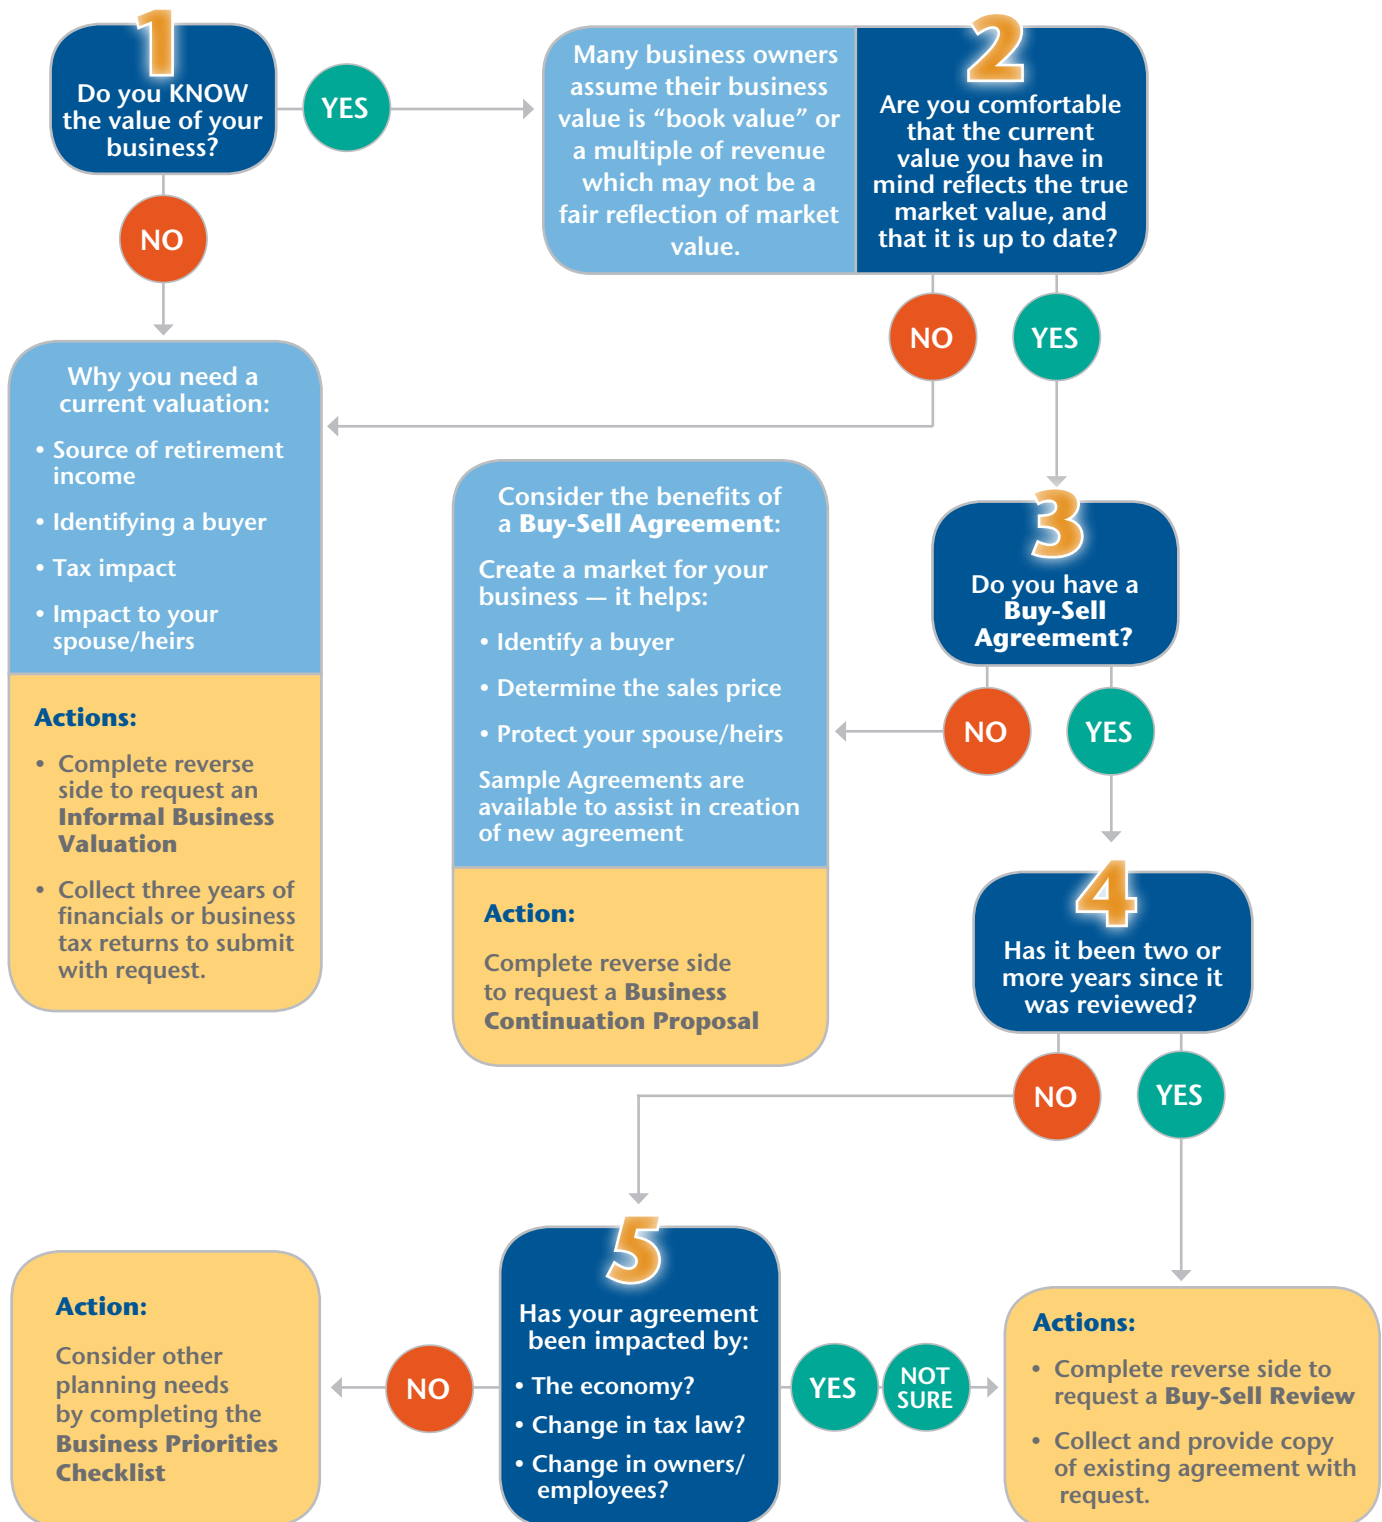 1
Do you KNOW
the value of your
business?
YES
NO
Many business owners
assume their business
value is “book value” or
a multiple of revenue
which may not be a
fair reflection of market
value.
2
Are you comfortable
that the current
value you have in
mind reflects the true
market value, and
that it is up to date?
NO
YES
Why you need a
current valuation:
• Source of retirement
income
• Identifying a buyer
• Tax impact
• Impact to your
spouse/heirs
Actions:
• Complete reverse
side to request an
Informal Business
Valuation
• Collect three years of
financials or business
tax returns to submit
with request.
Consider the benefits of
a Buy-Sell Agreement:
Create a market for your
business — it helps:
• Identify a buyer
• Determine the sales price
• Protect your spouse/heirs
Sample Agreements are
available to assist in creation
of new agreement
Action:
Complete reverse side
to request a Business
Continuation Proposal
3
Do you have a
Buy-Sell
Agreement?
NO
YES
4
Has it been two or
more years since it
was reviewed?
NO
YES
5
Has your agreement
been impacted by:
• The economy?
• Change in tax law?
• Change in owners/
employees?
NO
YES
NOT
SURE
Action:
Consider other
planning needs
by completing the
Business Priorities
Checklist
Actions:
• Complete reverse side to
request a Buy-Sell Review
• Collect and provide copy
of existing agreement with
request.